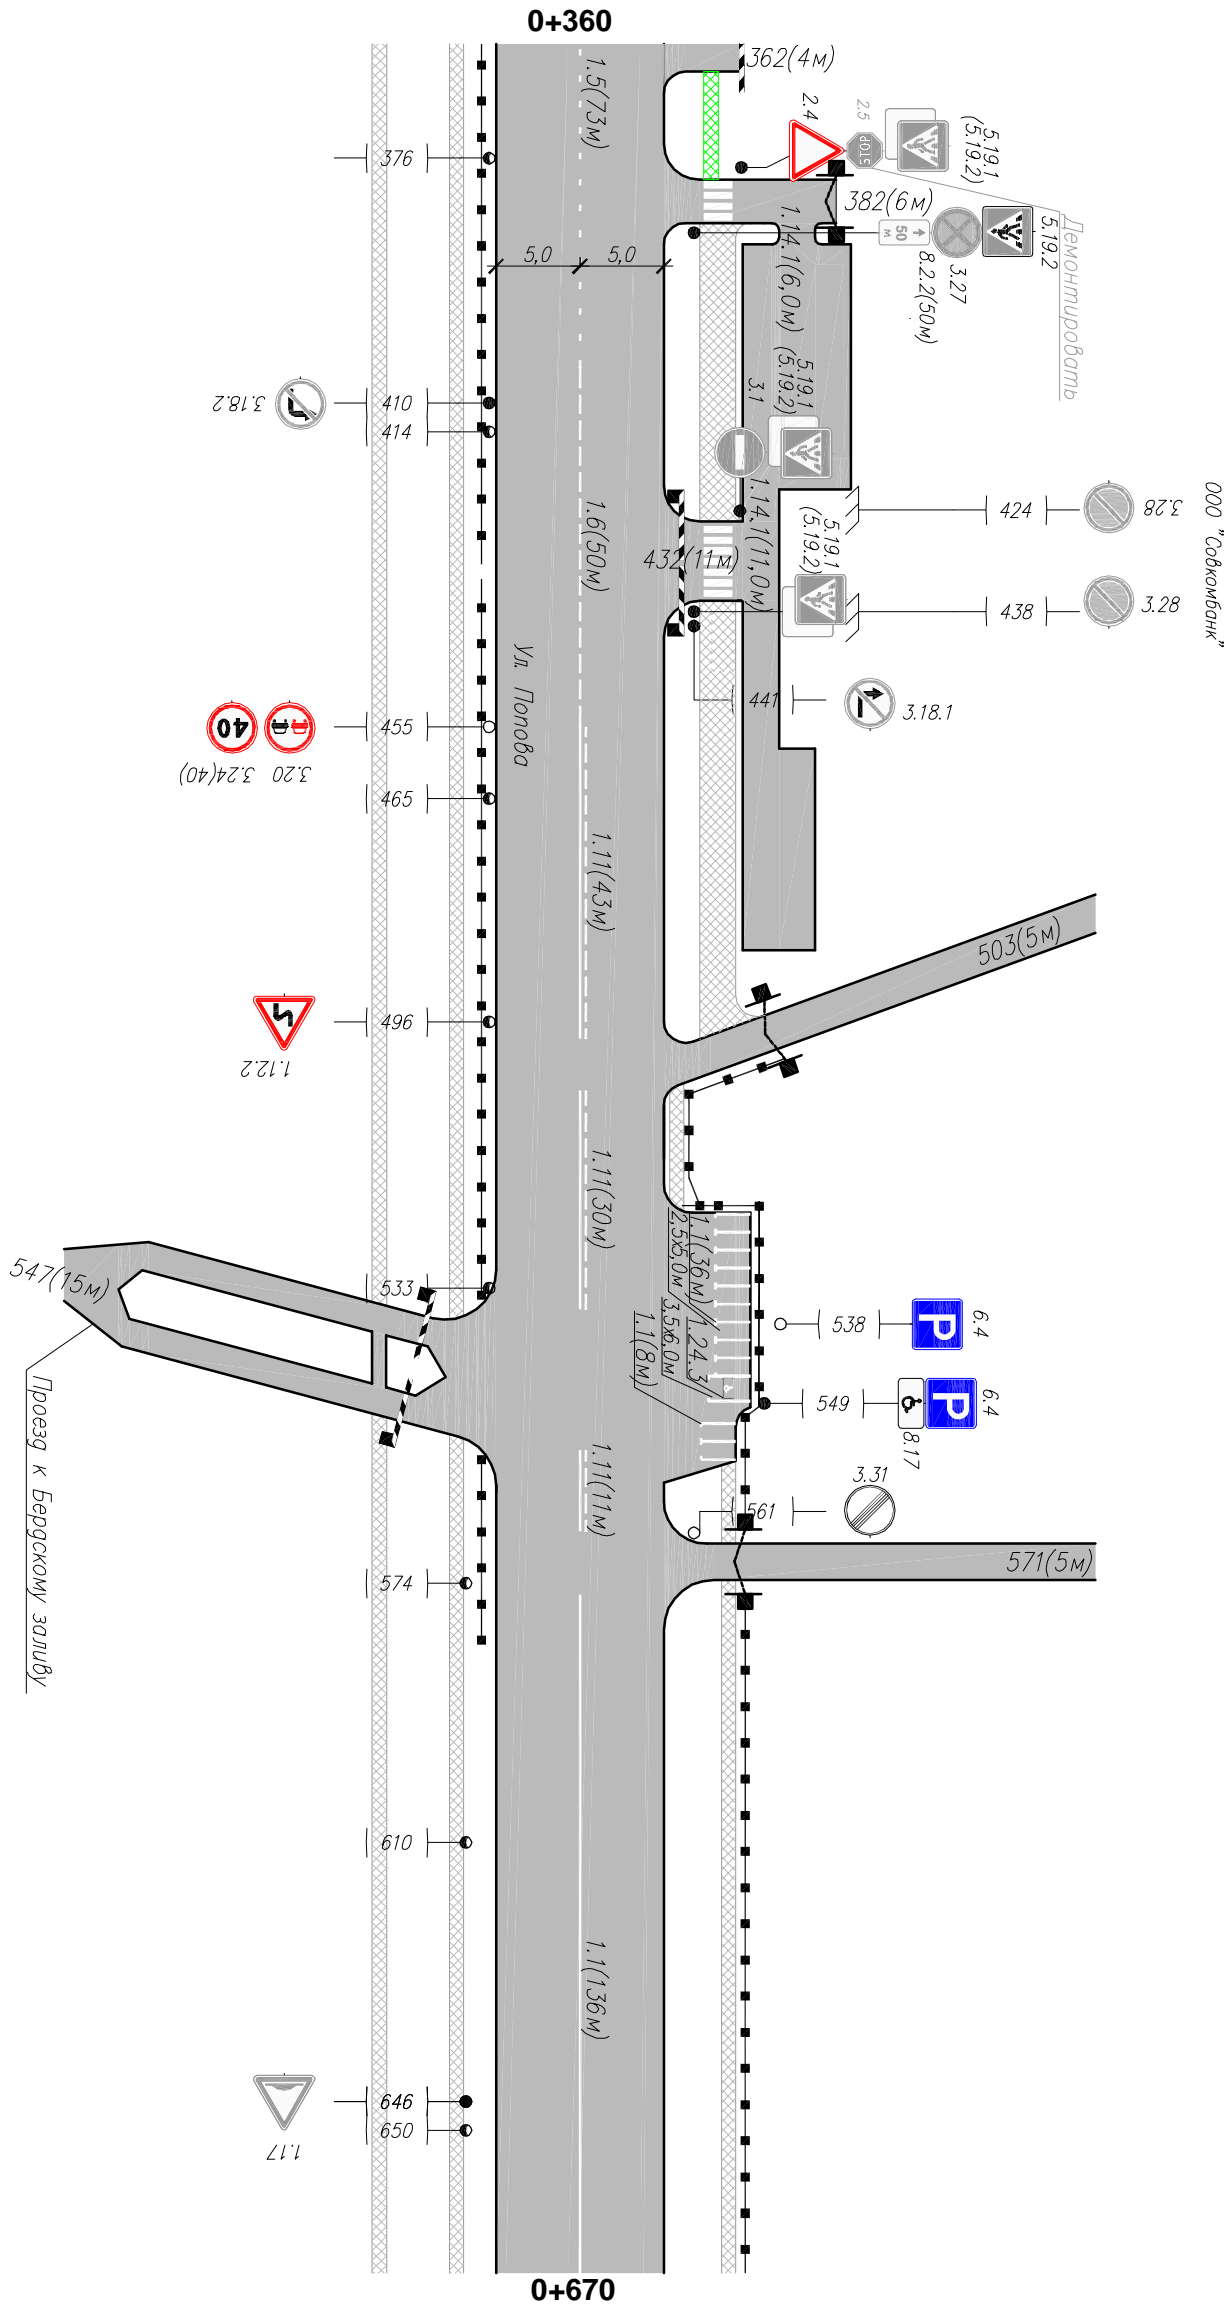 0+360
362(4м)
1.5(73м)
2.4
2.5
STOP
5.19.1
(5.19.2)
376
382(6м)
1.14.1(6,0м)
50
м
8.2.2(50м)
3.27
5.19.2
Демонтировать
5,0
5,0
3.18.2
410
414
5.19.1
(5.19.2)
3.1
1.6(50м)
432(11м)
1.14.1(11,0м)
5.19.1
(5.19.2)
424
3.28
ООО "Совкомбанк"
438
3.28
441
3.18.1
Ул. Попова
40
3.24(40)
3.20
455
465
1.11(43м)
503(5м)
496
1.12.2
1.11(30м)
1.1(36м)
2,5х5,0м
1.24.3
3,5х6,0м
1.1(8м)
547(15м)
533
538
P
6.4
549
P
6.4
8.17
Проезд к Бердскому заливу
1.11(11м)
561
3.31
571(5м)
574
610
1.1(136м)
646
650
1.17
0+670